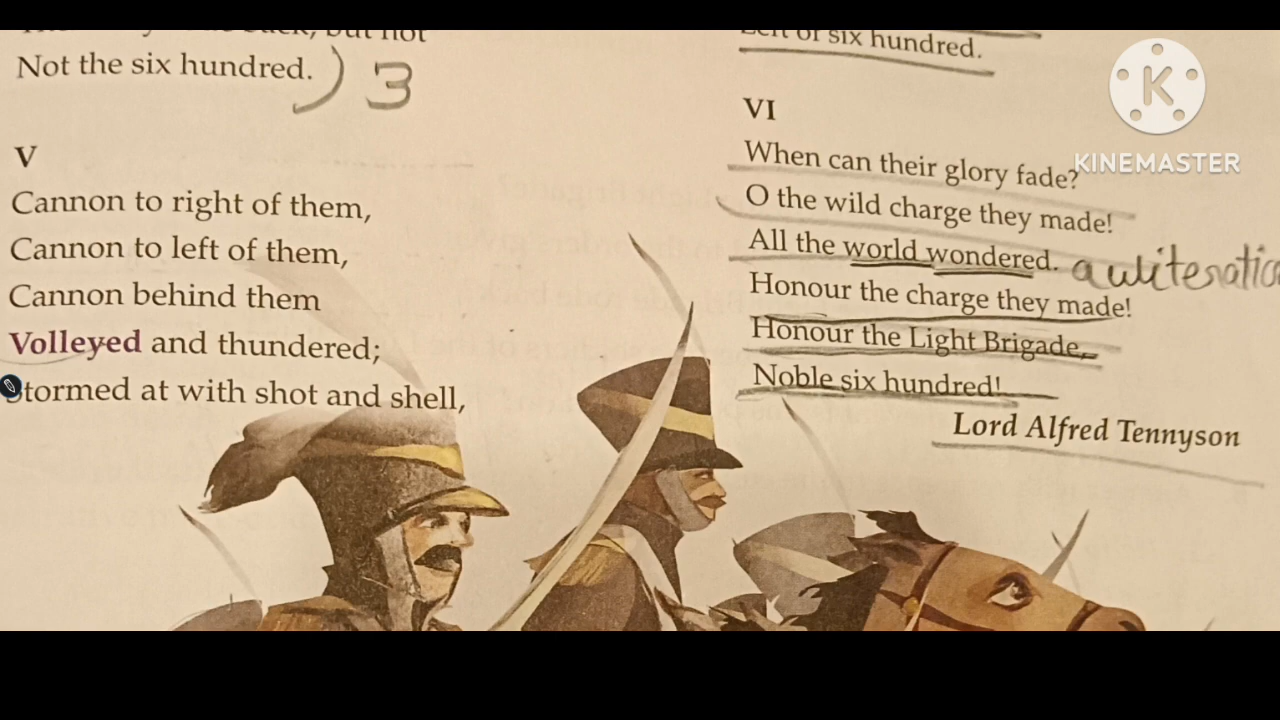 but not
Not the six hundred.
3
V
Cannon to right of them,
Cannon to left of them,
Cannon behind them
Volleyed and thundered;
Stormed at with shot and shell,
Left of six hundred.
VI
When can their glory fade?
O the wild charge they made!
All the world wondered.
Honour the charge they made!
Honour the Light Brigade,
Noble six hundred!
Lord Alfred Tennyson
K
KINEMASTER